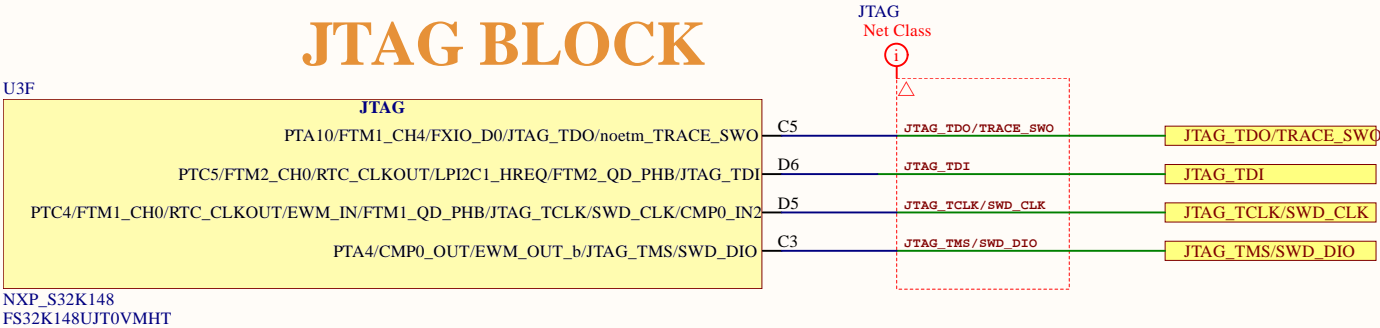 JTAG
Net Class
i
JTAG BLOCK
U3F
JTAG
PTA10/FTM1_CH4/FXIO_D0/JTAG_TDO/noetm_TRACE_SWO C5 JTAG_TDO/TRACE_SWO JTAG_TDO/TRACE_SWO
PTC5/FTM2_CH0/RTC_CLKOUT/LPI2C1_HREQ/FTM2_QD_PHB/JTAG_TDI D6 JTAG_TDI JTAG_TDI
PTC4/FTM1_CH0/RTC_CLKOUT/EWM_IN/FTM1_QD_PHB/JTAG_TCLK/SWD_CLK/CMP0_IN2 D5 JTAG_TCLK/SWD_CLK JTAG_TCLK/SWD_CLK
PTA4/CMP0_OUT/EWM_OUT_b/JTAG_TMS/SWD_DIO C3 JTAG_TMS/SWD_DIO JTAG_TMS/SWD_DIO
NXP_S32K148
FS32K148UJT0VMHT